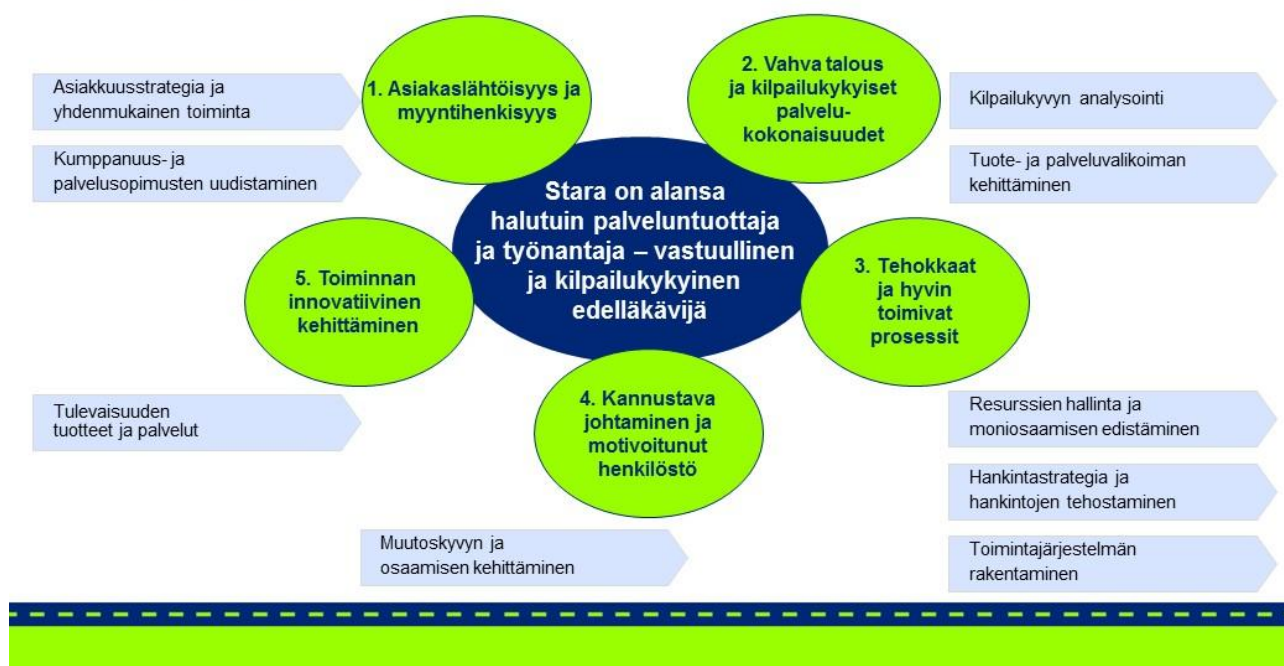 1. Asiakaslähtöisyys ja
myyntihenkisyys
Asiakkuusstrategia ja
yhdenmukainen toiminta
Kumppanuus- ja
palvelusopimusten uudistaminen
2. Vahva talous
ja kilpailukykyiset
palvelu-
kokonaisuudet
Kilpailukyvyn analysointi
Tuote- ja palveluvalikoiman
kehittäminen
Stara on alansa
halutuin palveluntuottaja
ja työnantaja – vastuullinen
ja kilpailukykyinen
edelläkävijä
5. Toiminnan
innovatiivinen
kehittäminen
Tulevaisuuden
tuotteet ja palvelut
3. Tehokkaat
ja hyvin
toimivat
prosessit
Resurssien hallinta ja
moniosaamisen edistäminen
Hankintastrategia ja
hankintojen tehostaminen
Toimintajärjestelmän
rakentaminen
4. Kannustava
johtaminen ja
motivoitunut
henkilöstö
Muutoskyvyn ja
osaamisen kehittäminen